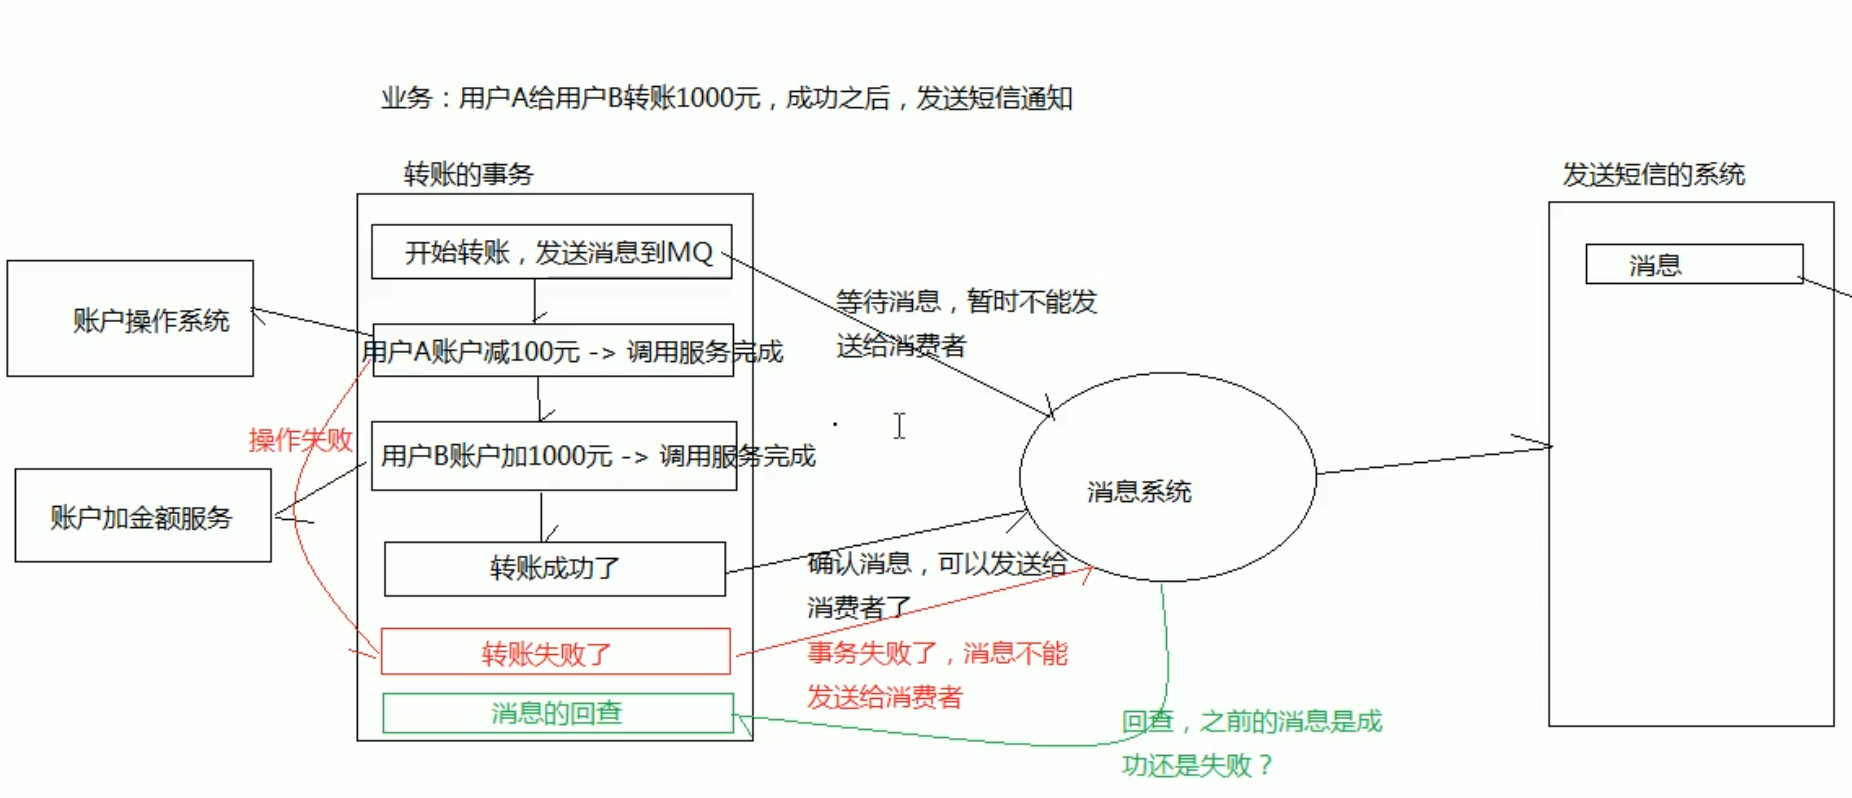 业务：用户A给用户B转账1000元，成功之后，发送短信通知
转账的事务
发送短信的系统
开始转账，发送消息到MQ
消息
账户操作系统
等待消息，暂时不能发
送给消费者
用户A账户减100元 -> 调用服务完成
操作失败
用户B账户加1000元 -> 调用服务完成
消息系统
账户加金额服务
转账成功了
确认消息，可以发送给
消费者了
转账失败了
事务失败了，消息不能
发送给消费者
消息的回查
回查，之前的消息是成
功还是失败？